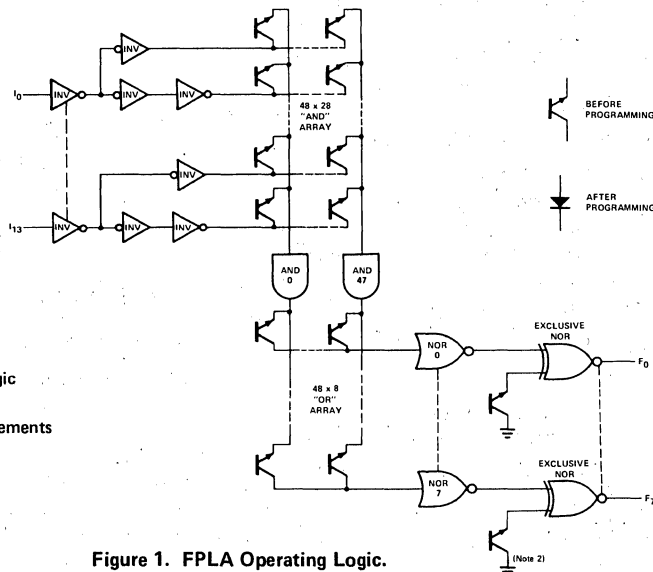 INV
I0
INV
INV
INV
48 x 28
"AND"
ARRAY
BEFORE
PROGRAMMING
INV
I13
INV
INV
INV
AFTER
PROGRAMMING
AND
0
AND
47
EXCLUSIVE
NOR
NOR
0
F0
gic
48 x 8
"OR"
ARRAY
ements
EXCLUSIVE
NOR
NOR
7
F7
(Note 2)
Figure 1. FPLA Operating Logic.